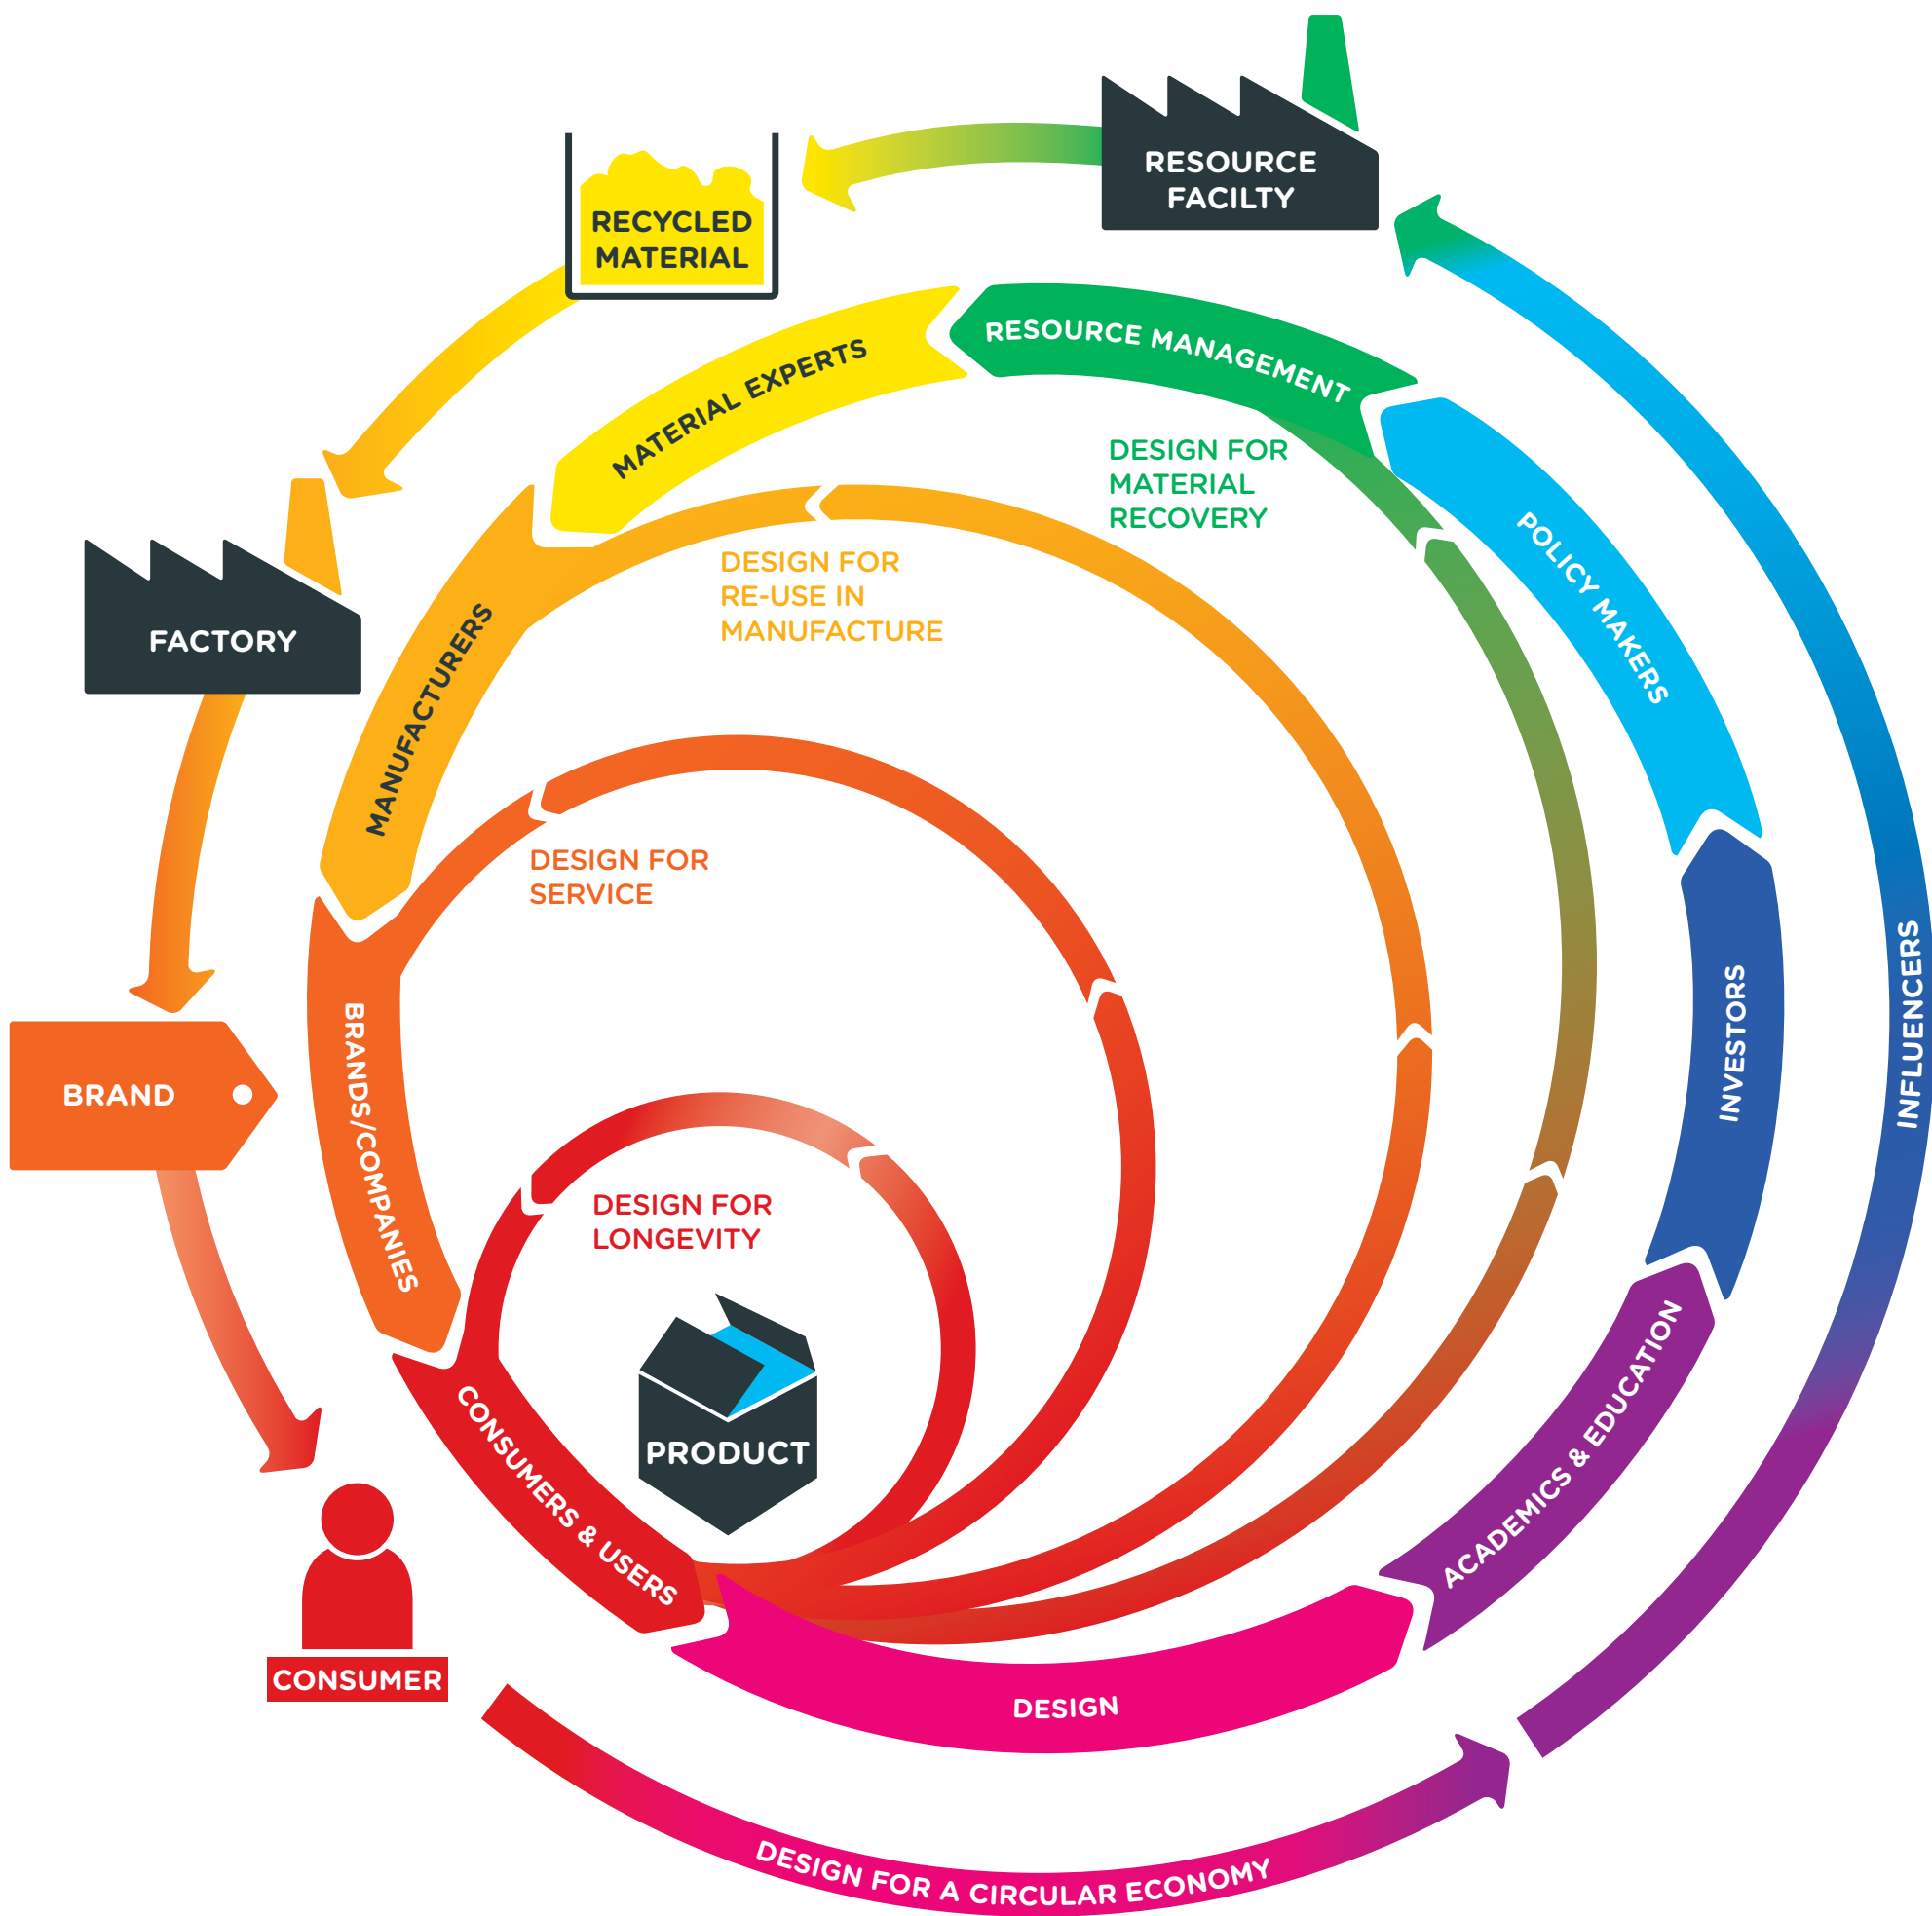 RESOURCE
FACILTY
RECYCLED
MATERIAL
RESOURCE MANAGEMENT
MATERIAL EXPERTS
DESIGN FOR
MATERIAL
RECOVERY
POLICY MAKERS
DESIGN FOR
RE-USE IN
MANUFACTURE
FACTORY
MANUFACTURERS
DESIGN FOR
SERVICE
INFLUENCERS
INVESTORS
BRAND
BRANDS/COMPANIES
DESIGN FOR
LONGEVITY
PRODUCT
ACADEMICS & EDUCATION
CONSUMERS & USERS
CONSUMER
DESIGN
DESIGN FOR A CIRCULAR ECONOMY